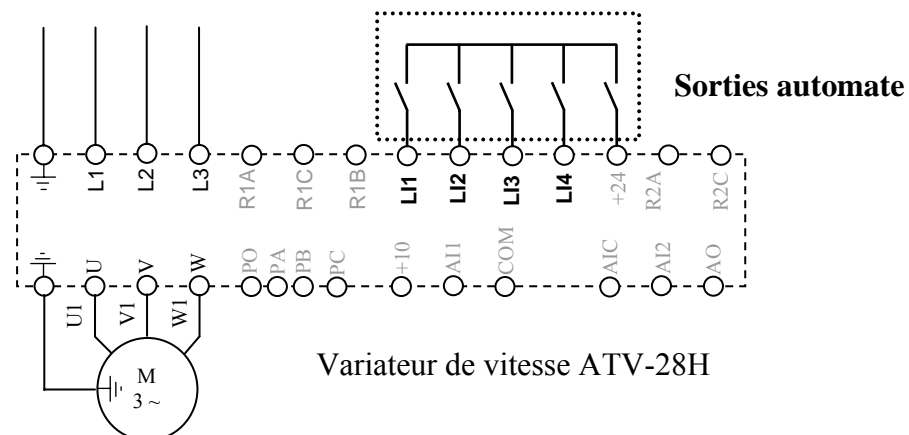 Sorties automate
L1 L2 L3 R1A R1C R1B LI1 LI2 LI3 LI4 +24 R2A R2C
U V W PO PA PB PC +10 AI1 COM AIC AI2 AO
U1 V1 W1
Variateur de vitesse ATV-28H
M
3 ~